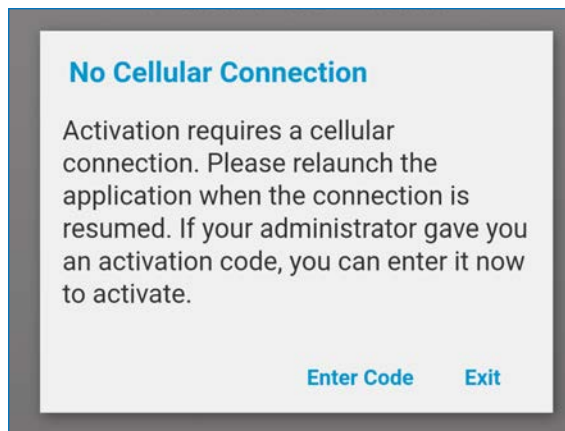 No Cellular Connection
Activation requires a cellular
connection. Please relaunch the
application when the connection is
resumed. If your administrator gave you
an activation code, you can enter it now
to activate.
Enter Code Exit